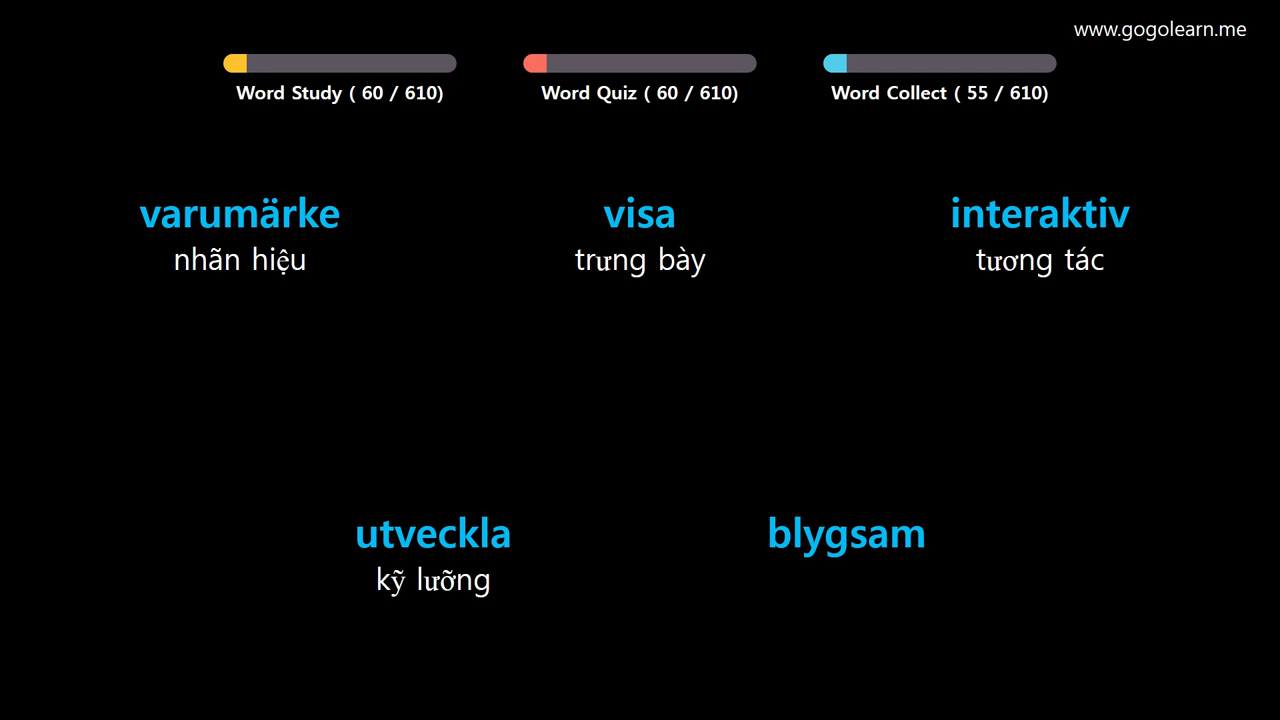 www.gogolearn.me
Word Study ( 60 / 610)
Word Quiz ( 60 / 610)
Word Collect ( 55 / 610)
varumärke
nhãn hiệu
visa
trưng bày
interaktiv
tương tác
utveckla
kỹ lưỡng
blygsam